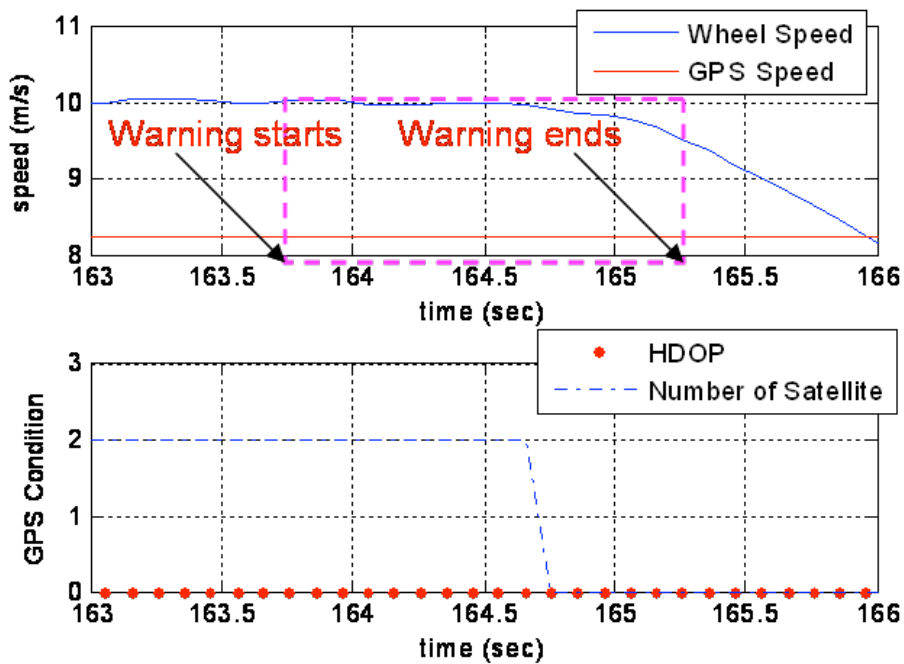 11
10
9
8
speed (m/s)
Wheel Speed
GPS Speed
Warning starts
Warning ends
163 163.5 164 164.5 165 165.5 166
time (sec)
3
2
1
0
GPS Condition
HDOP
Number of Satellite
163 163.5 164 164.5 165 165.5 166
time (sec)